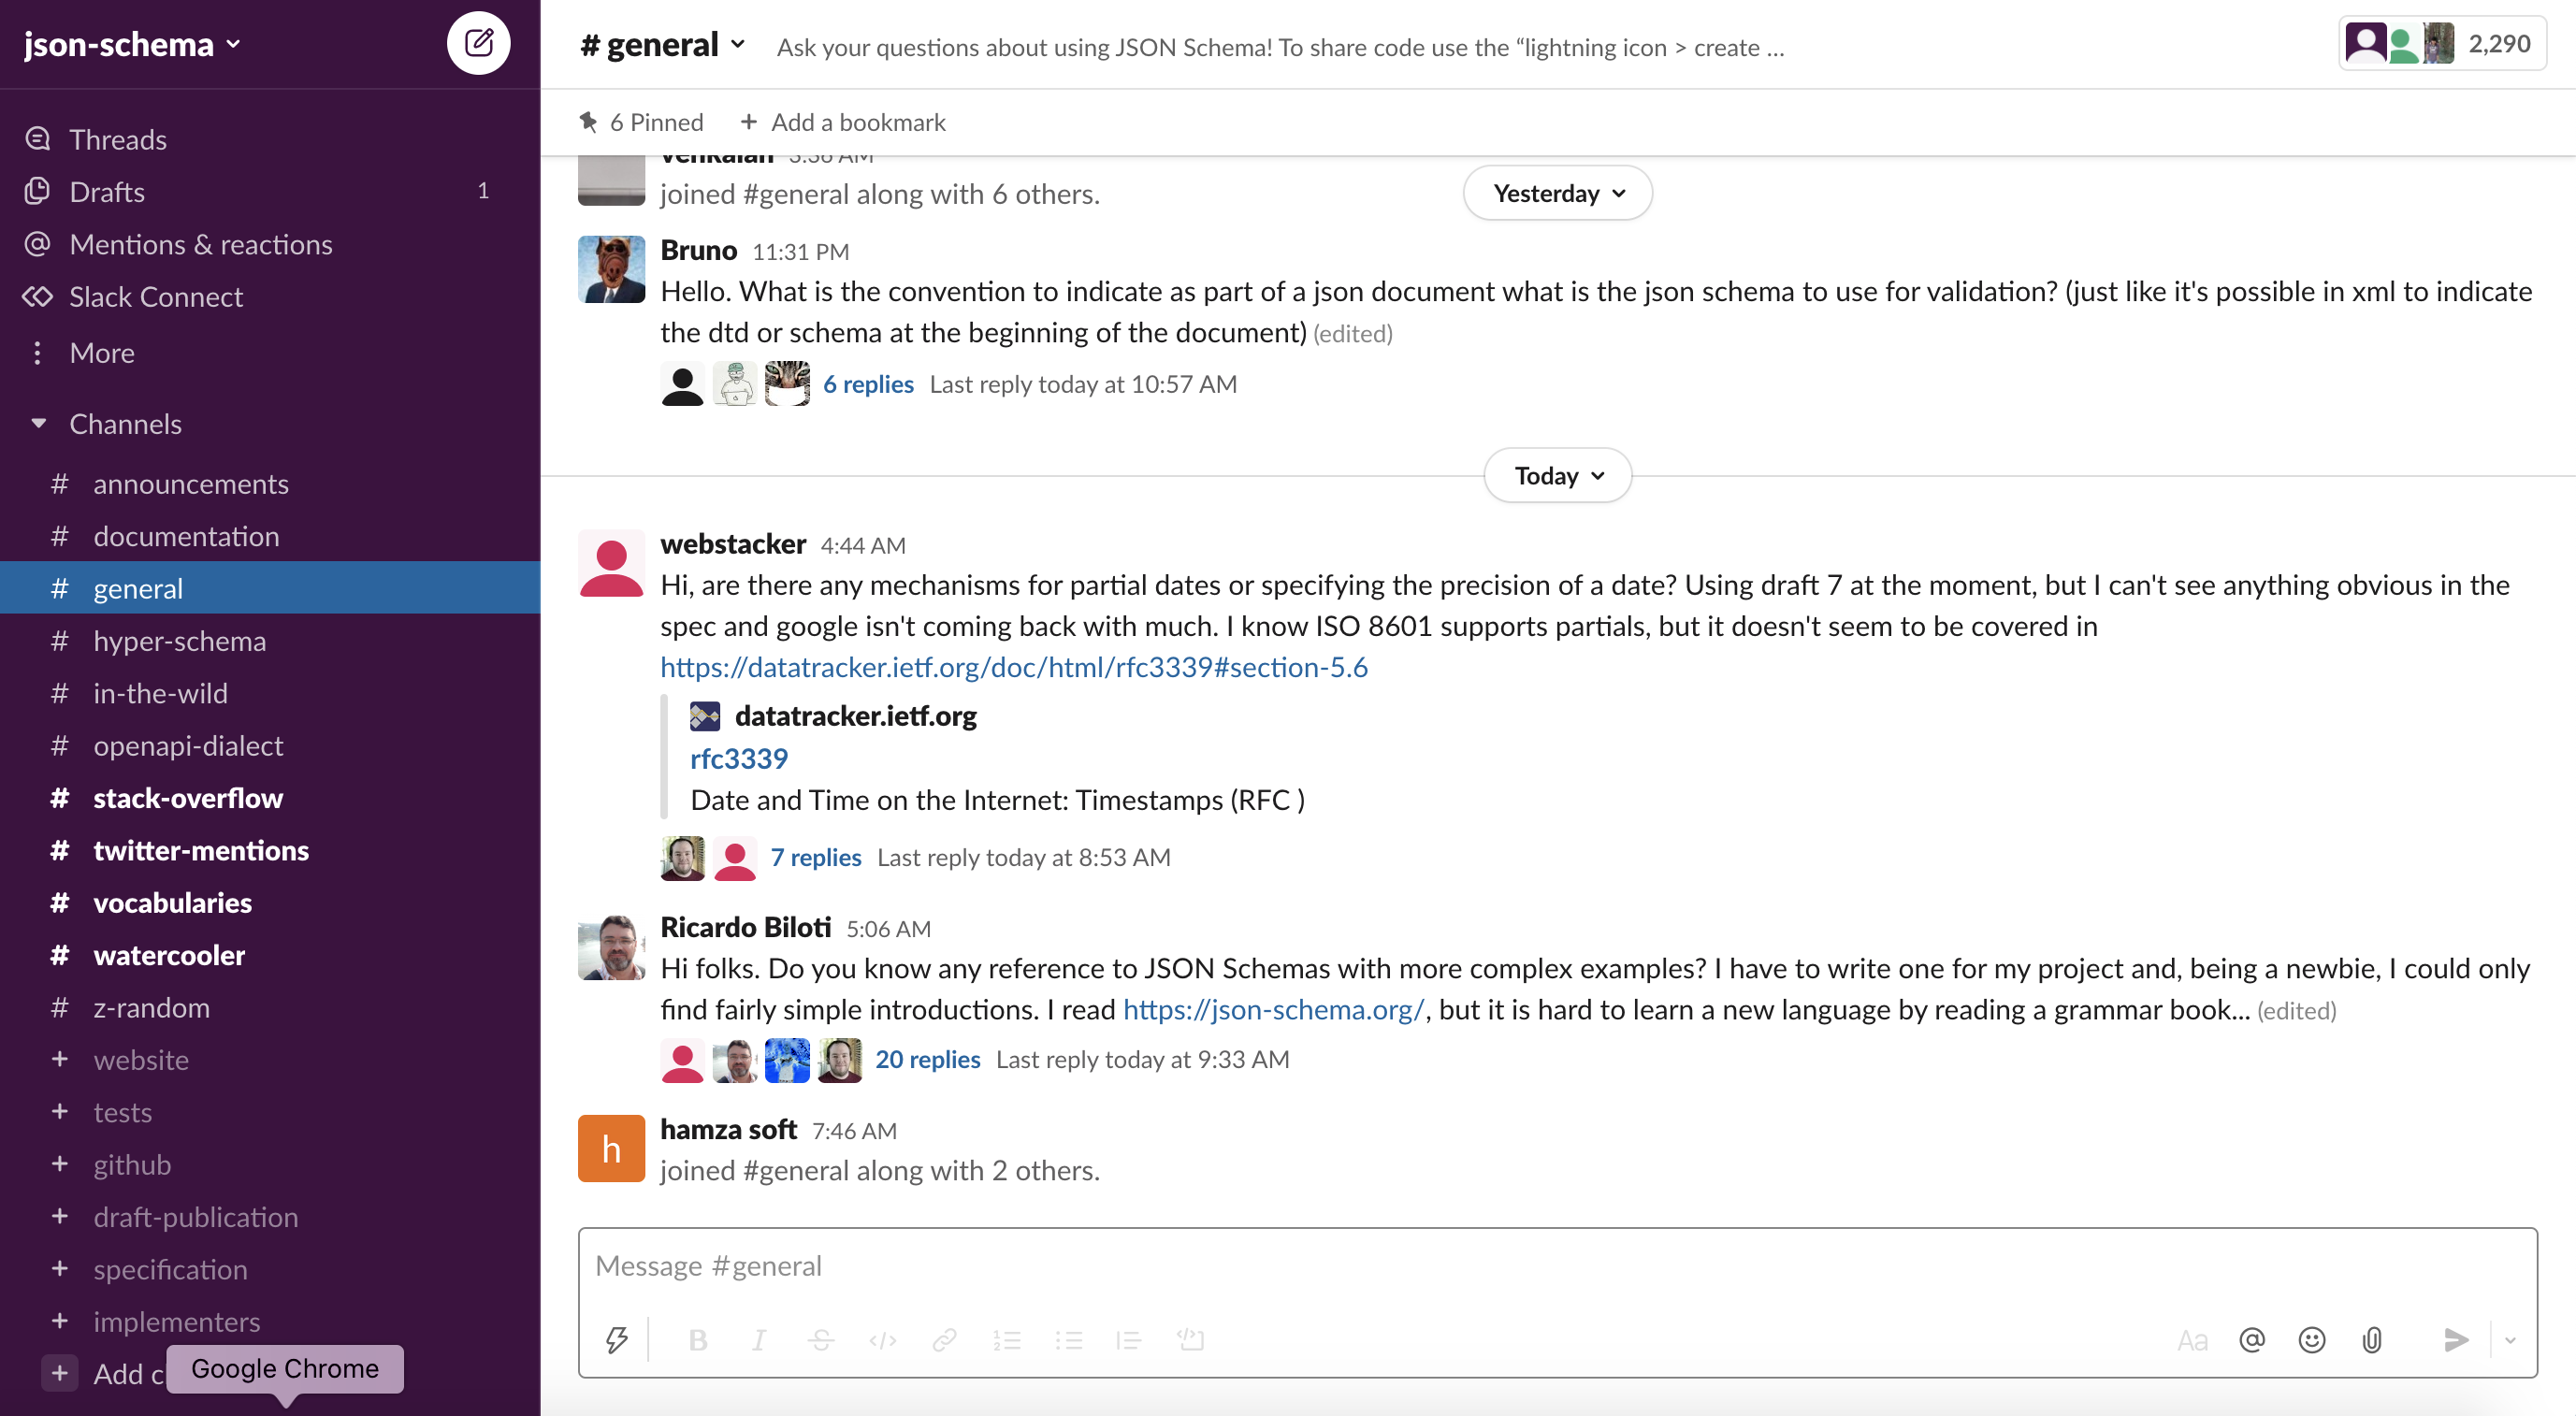 json-schema
Threads
Drafts 1
Mentions & reactions
Slack Connect
More
Channels
# announcements
# documentation
# general
# hyper-schema
# in-the-wild
# openapi-dialect
# stack-overflow
# twitter-mentions
# vocabularies
# watercooler
# z-random
+ website
+ tests
+ github
+ draft-publication
+ specification
+ implementers
+ Add c
Google Chrome
# general Ask your questions about using JSON Schema! To share code use the “lightning icon > create ... 2,290
6 Pinned + Add a bookmark
venkaiah 3:36 AM
joined #general along with 6 others.
Yesterday
Bruno 11:31 PM
Hello. What is the convention to indicate as part of a json document what is the json schema to use for validation? (just like it's possible in xml to indicate
the dtd or schema at the beginning of the document) (edited)
6 replies Last reply today at 10:57 AM
Today
webstacker 4:44 AM
Hi, are there any mechanisms for partial dates or specifying the precision of a date? Using draft 7 at the moment, but I can't see anything obvious in the
spec and google isn't coming back with much. I know ISO 8601 supports partials, but it doesn't seem to be covered in
https://datatracker.ietf.org/doc/html/rfc3339#section-5.6
datatracker.ietf.org
rfc3339
Date and Time on the Internet: Timestamps (RFC )
7 replies Last reply today at 8:53 AM
Ricardo Biloti 5:06 AM
Hi folks. Do you know any reference to JSON Schemas with more complex examples? I have to write one for my project and, being a newbie, I could only
find fairly simple introductions. I read https://json-schema.org/, but it is hard to learn a new language by reading a grammar book... (edited)
20 replies Last reply today at 9:33 AM
h
hamza soft 7:46 AM
joined #general along with 2 others.
Message #general
B I S </> Aa @